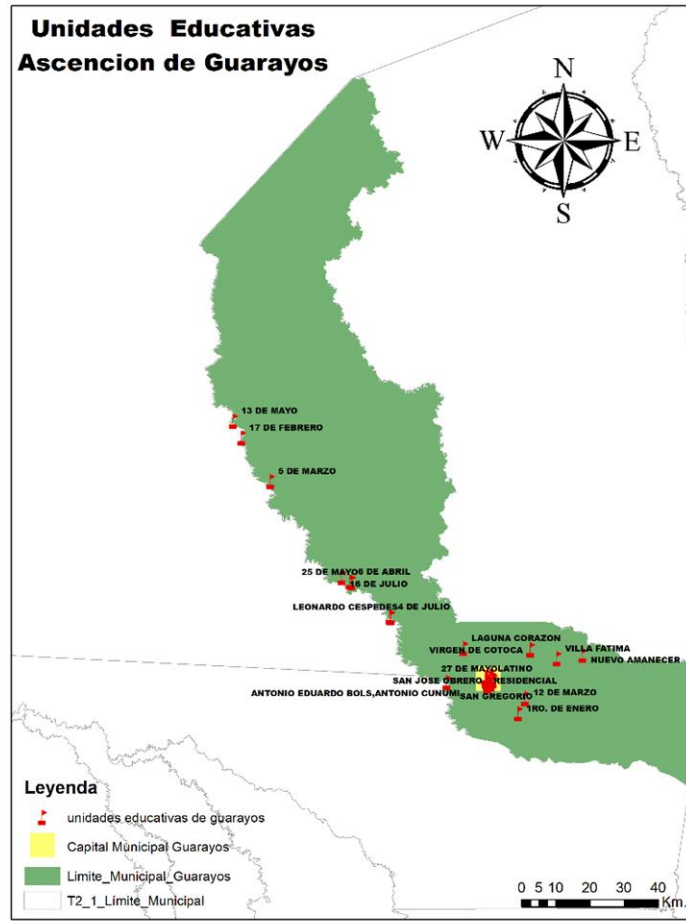 Unidades Educativas
Ascencion de Guarayos
N
W E
S
13 DE MAYO
17 DE FEBRERO
5 DE MARZO
25 DE MAYO6 DE ABRIL
16 DE JULIO
LEONARDO CESPEDES4 DE JULIO
LAGUNA CORAZON
VIRGEN DE COTOCA
VILLA FATIMA
NUEVO AMANECER
27 DE MAYOLATINO
SAN JOSE OBRERO RESIDENCIAL
ANTONIO EDUARDO BOLS,ANTONIO CUNUMI
SAN GREGORIO
12 DE MARZO
1RO. DE ENERO
Leyenda
unidades educativas de guarayos
Capital Municipal Guarayos
Limite_Municipal_Guarayos
T2_1_Limite_Municipal
0 5 10 20 30 40
Km.